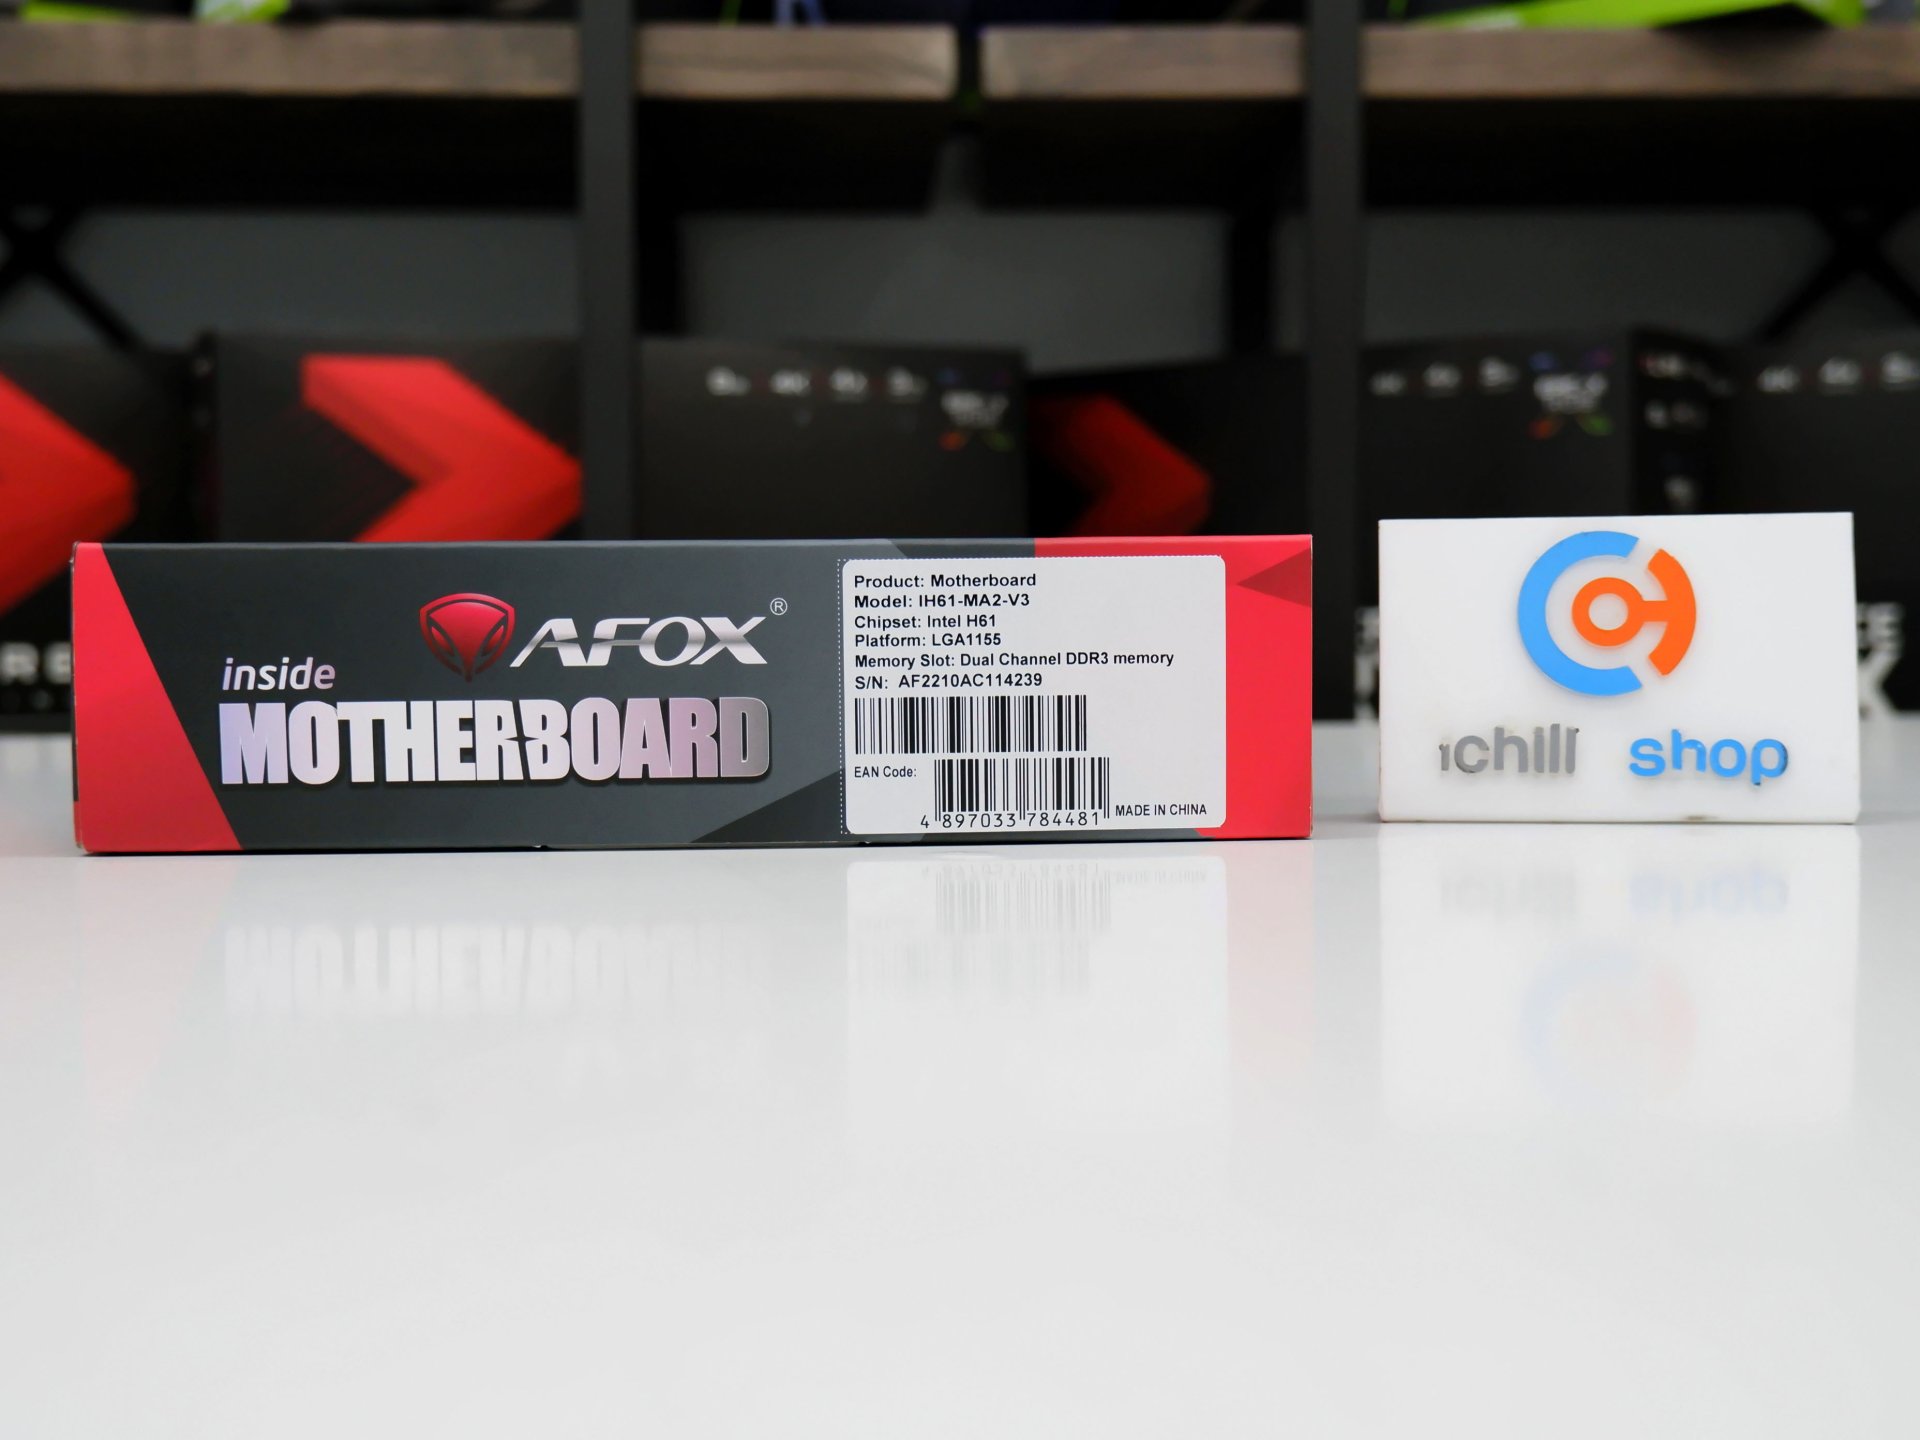 AFOX®
inside
MOTHERBOARD
Product: Motherboard
Model: IH61-MA2-V3
Chipset: Intel H61
Platform: LGA1155
Memory Slot: Dual Channel DDR3 memory
S/N: AF2210AC114239
EAN Code:
4 897033 784481
MADE IN CHINA
ichill shop